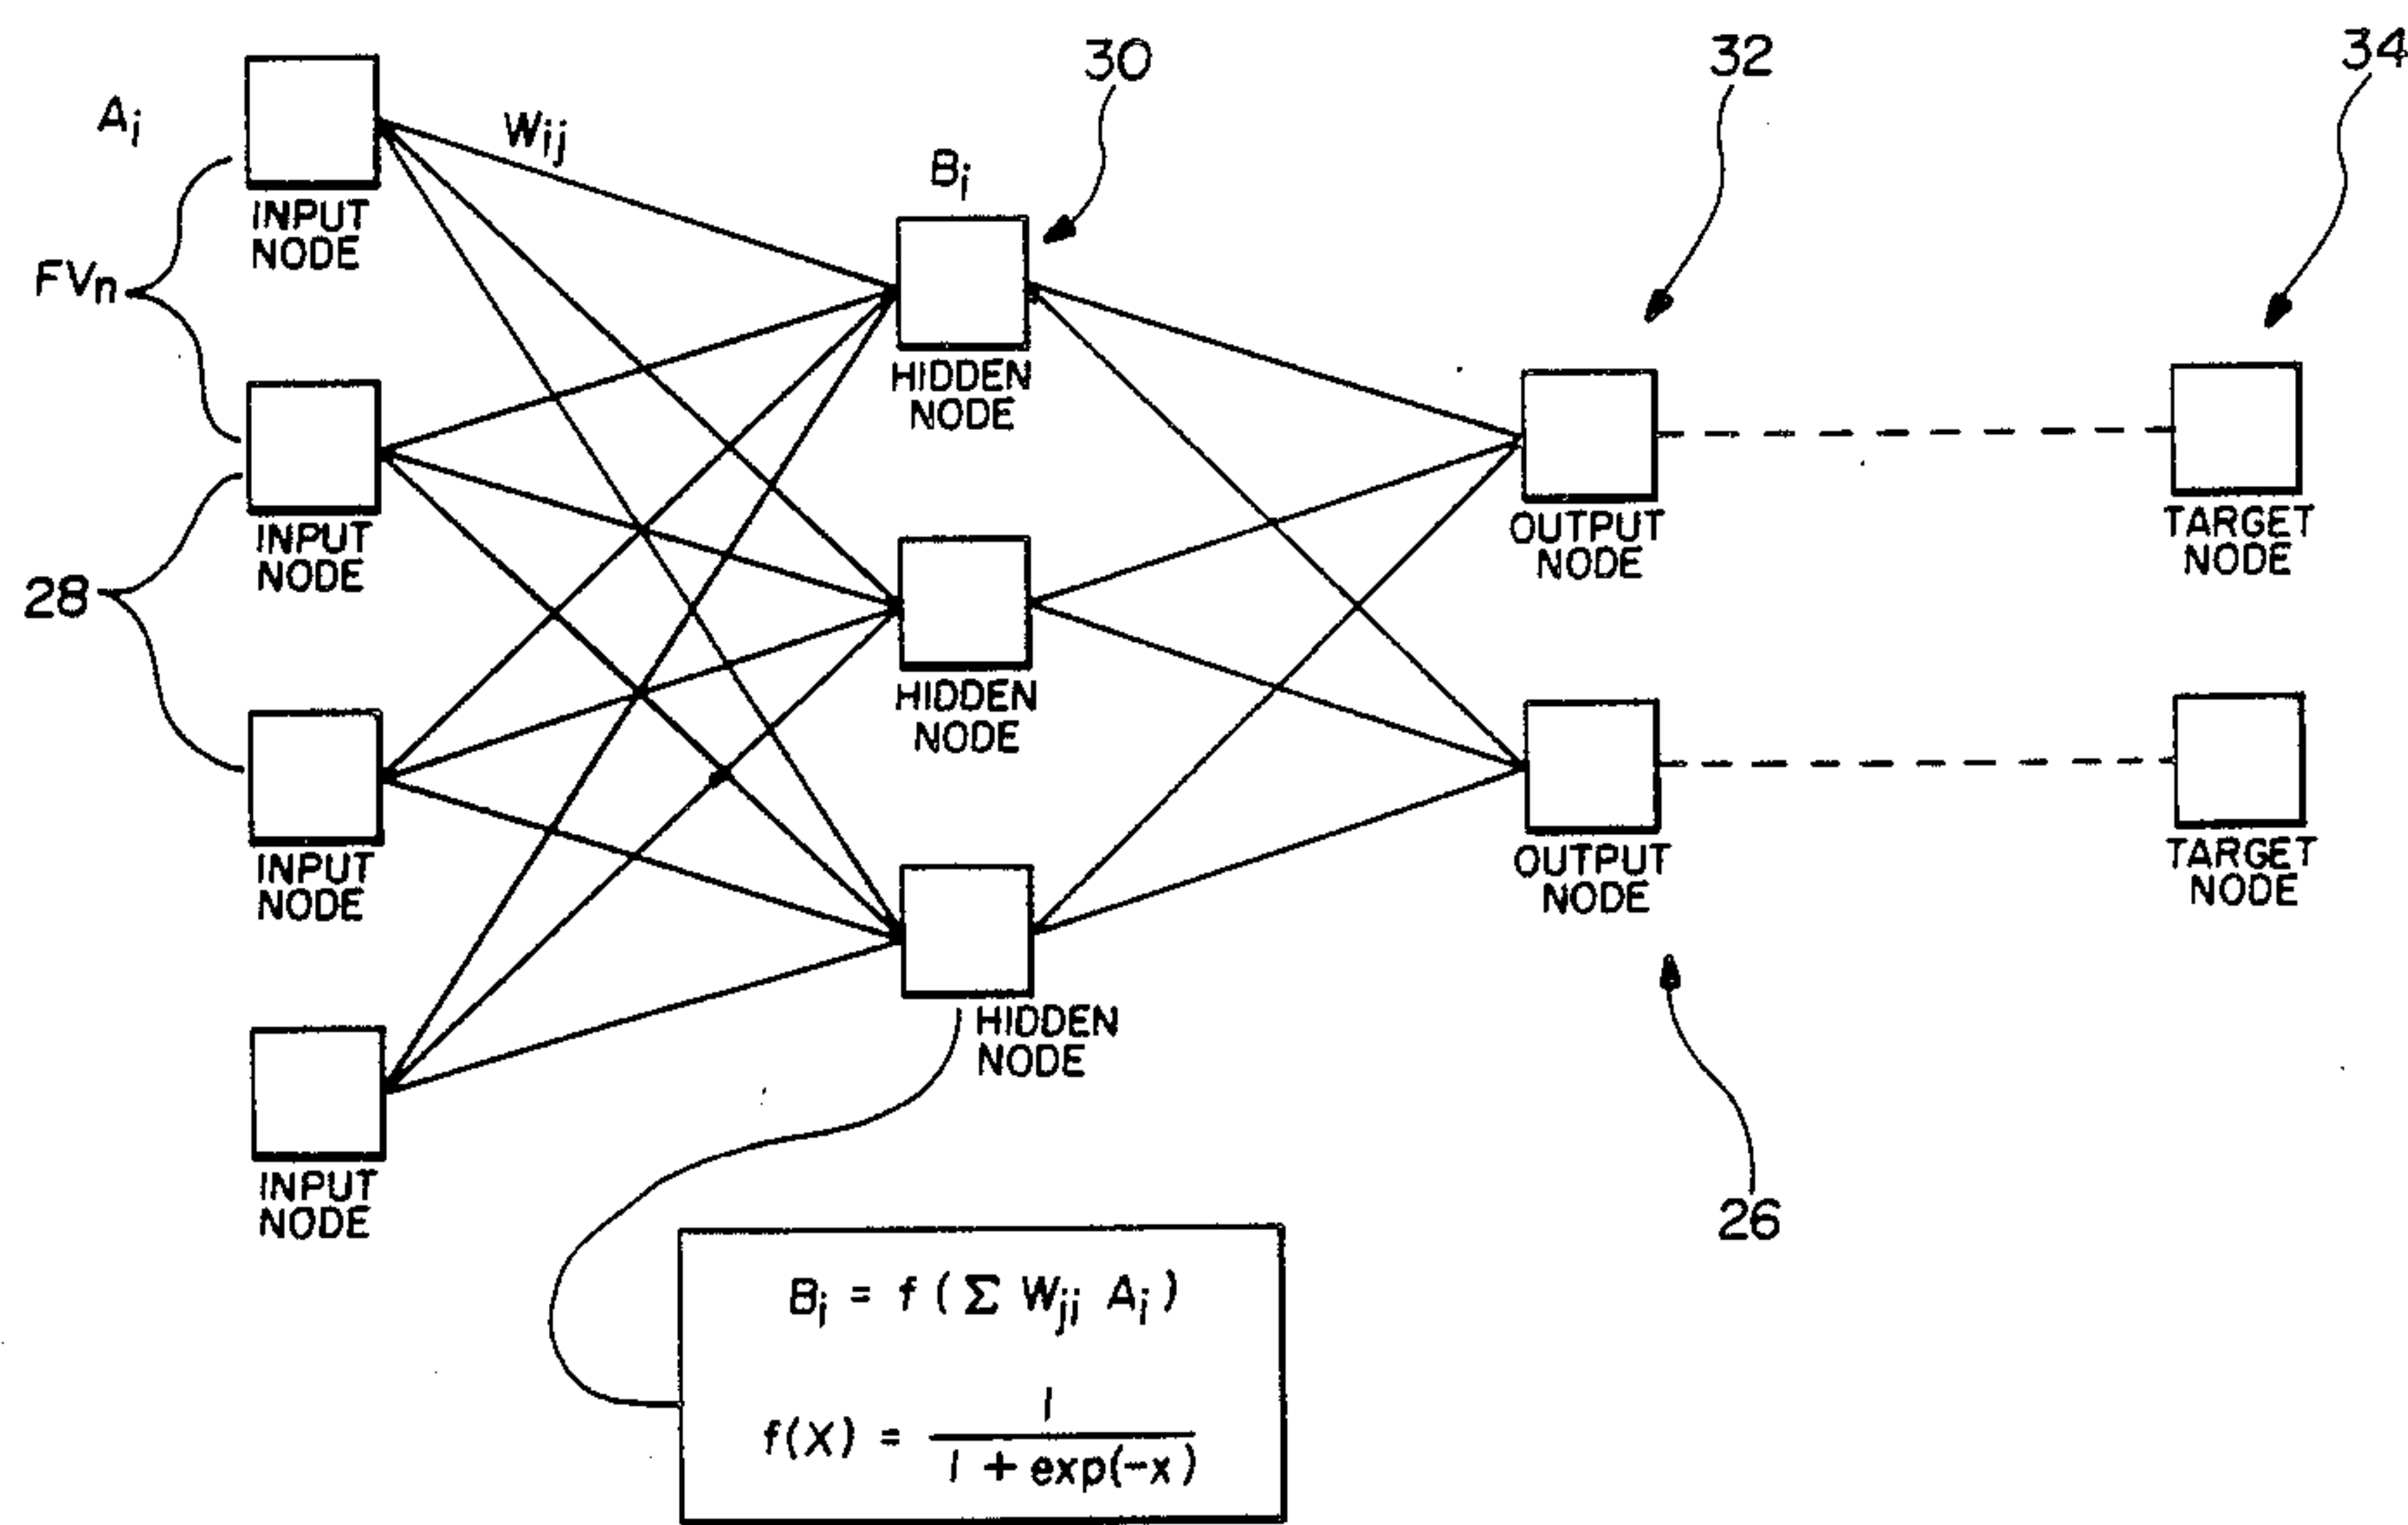 30
32
34
Ai
Wij
Bi
INPUT
NODE
FVn
HIDDEN
NODE
INPUT
NODE
OUTPUT
NODE
TARGET
NODE
28
HIDDEN
NODE
INPUT
NODE
OUTPUT
NODE
TARGET
NODE
HIDDEN
NODE
INPUT
NODE
26
Bi = f ( Σ Wji Ai )
f(X) = 1 / 1 + exp(-x)